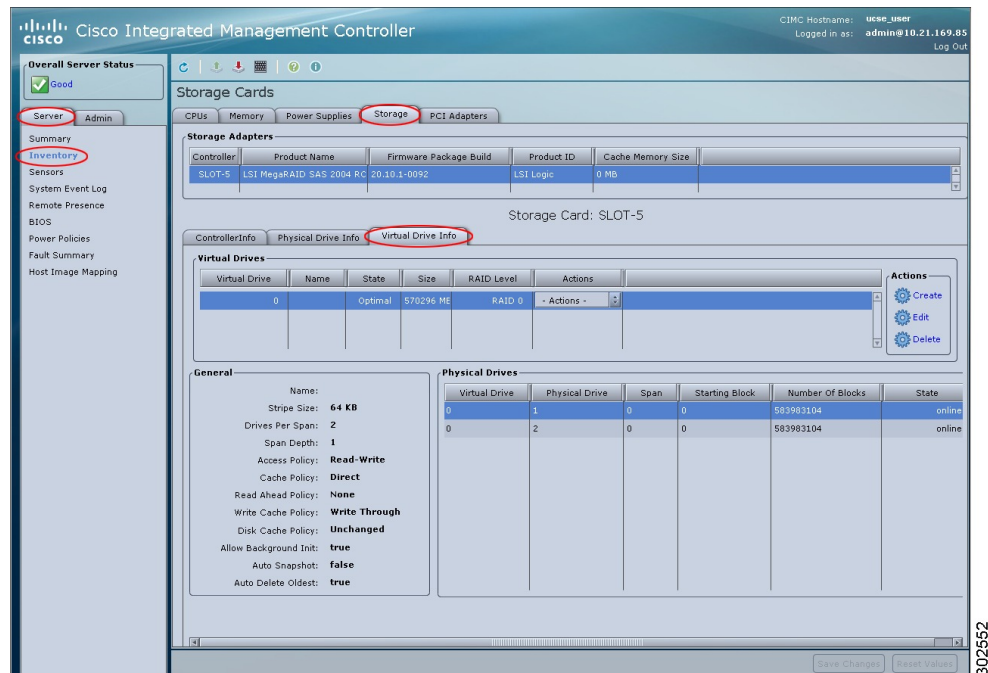 CISCO
Cisco Integrated Management Controller
CIMC Hostname: ucse_user
Logged in as: admin@10.21.169.85
Log Out
Overall Server Status
Good
Server Admin
Summary
Inventory
Sensors
System Event Log
Remote Presence
BIOS
Power Policies
Fault Summary
Host Image Mapping
Storage Cards
CPUs Memory Power Supplies Storage PCI Adapters
Storage Adapters
Controller Product Name Firmware Package Build Product ID Cache Memory Size
SLOT-5 LSI MegaRAID SAS 2004 RC 20.10.1-0092 LSI Logic 0 MB
Storage Card: SLOT-5
ControllerInfo Physical Drive Info Virtual Drive Info
Virtual Drives
Virtual Drive Name State Size RAID Level Actions
0 Optimal 570296 ME RAID 0 - Actions -
Actions
Create
Edit
Delete
General
Name:
Stripe Size: 64 KB
Drives Per Span: 2
Span Depth: 1
Access Policy: Read-Write
Cache Policy: Direct
Read Ahead Policy: None
Write Cache Policy: Write Through
Disk Cache Policy: Unchanged
Allow Background Init: true
Auto Snapshot: false
Auto Delete Oldest: true
Physical Drives
Virtual Drive Physical Drive Span Starting Block Number Of Blocks State
0 1 0 0 583983104 online
0 2 0 0 583983104 online
Save Changes Reset Values
302552